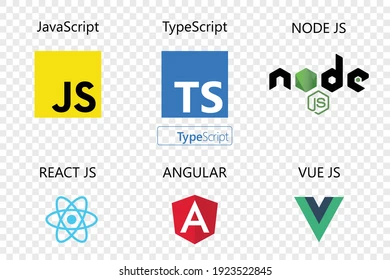 JavaScript TypeScript NODE JS
JS TS node
JS
TypeScript
REACT JS ANGULAR VUE JS
A
shutterstock.com · 1923522845